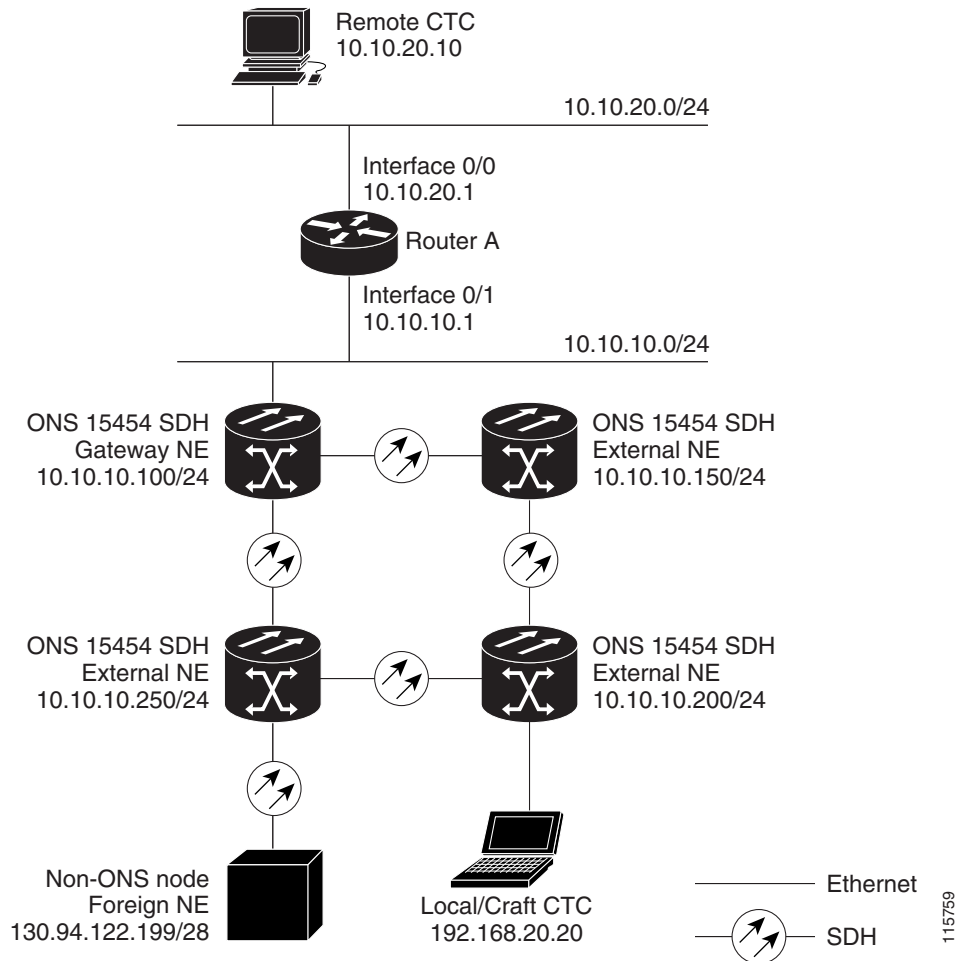 Remote CTC
10.10.20.10
10.10.20.0/24
Interface 0/0
10.10.20.1
Router A
Interface 0/1
10.10.10.1
10.10.10.0/24
ONS 15454 SDH
Gateway NE
10.10.10.100/24
ONS 15454 SDH
External NE
10.10.10.150/24
ONS 15454 SDH
External NE
10.10.10.250/24
ONS 15454 SDH
External NE
10.10.10.200/24
Non-ONS node
Foreign NE
130.94.122.199/28
Local/Craft CTC
192.168.20.20
Ethernet
SDH
115759